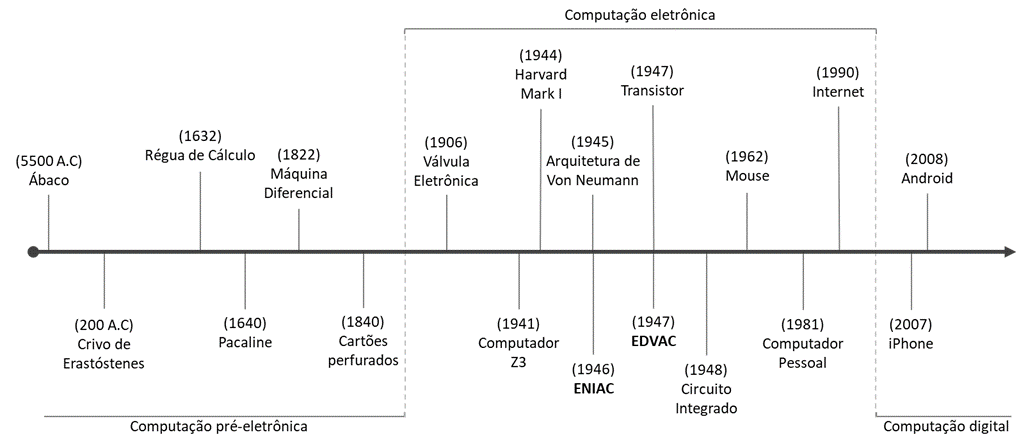 Computação eletrônica
(5500 A.C)
Ábaco
(1632)
Régua de Cálculo
(1822)
Máquina
Diferencial
(1906)
Válvula
Eletrônica
(1944)
Harvard
Mark I
(1945)
Arquitetura de
Von Neumann
(1947)
Transistor
(1962)
Mouse
(1990)
Internet
(2008)
Android
(200 A.C)
Crivo de
Erastóstenes
(1640)
Pacaline
(1840)
Cartões
perfurados
(1941)
Computador
Z3
(1946)
ENIAC
(1947)
EDVAC
(1948)
Circuito
Integrado
(1981)
Computador
Pessoal
(2007)
iPhone
Computação pré-eletrônica
Computação digital